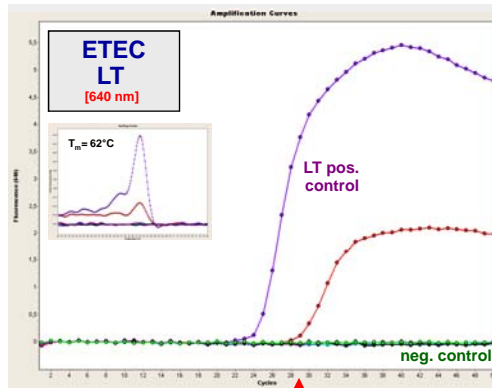 Amplification Curves
ETEC
LT
[640 nm]
Tm= 62°C
LT pos.
control
neg. control
Fluorescence (640)
5,5
5
4,5
4
3,5
3
2,5
2
1,5
1
0,5
0
2 4 6 8 10 12 14 16 18 20 22 24 26 28 30 32 34 36 38 40 42 44 46 48
Cycles